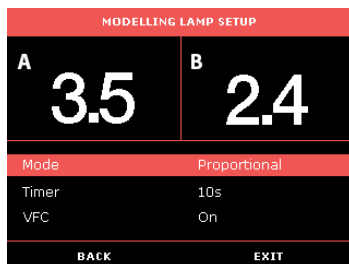 MODELLING LAMP SETUP
A 3.5 B 2.4
Mode Proportional
Timer 10s
VFC On
BACK EXIT